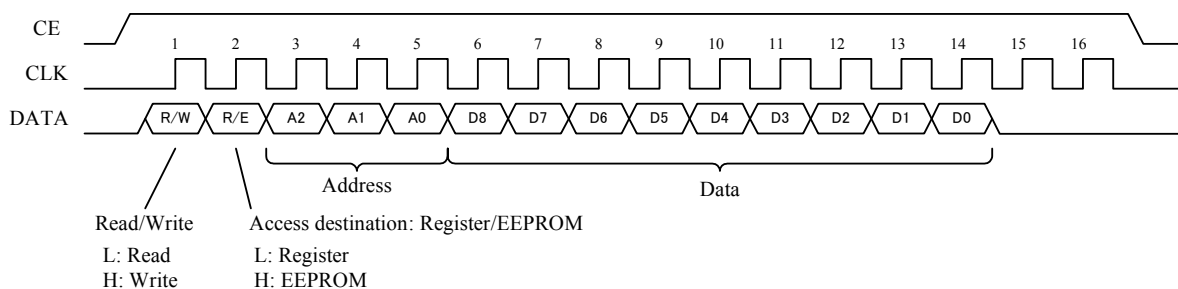 CE
1 2 3 4 5 6 7 8 9 10 11 12 13 14 15 16
CLK
DATA R/W R/E A2 A1 A0 D8 D7 D6 D5 D4 D3 D2 D1 D0
Address Data
Read/Write Access destination: Register/EEPROM
L: Read L: Register
H: Write H: EEPROM